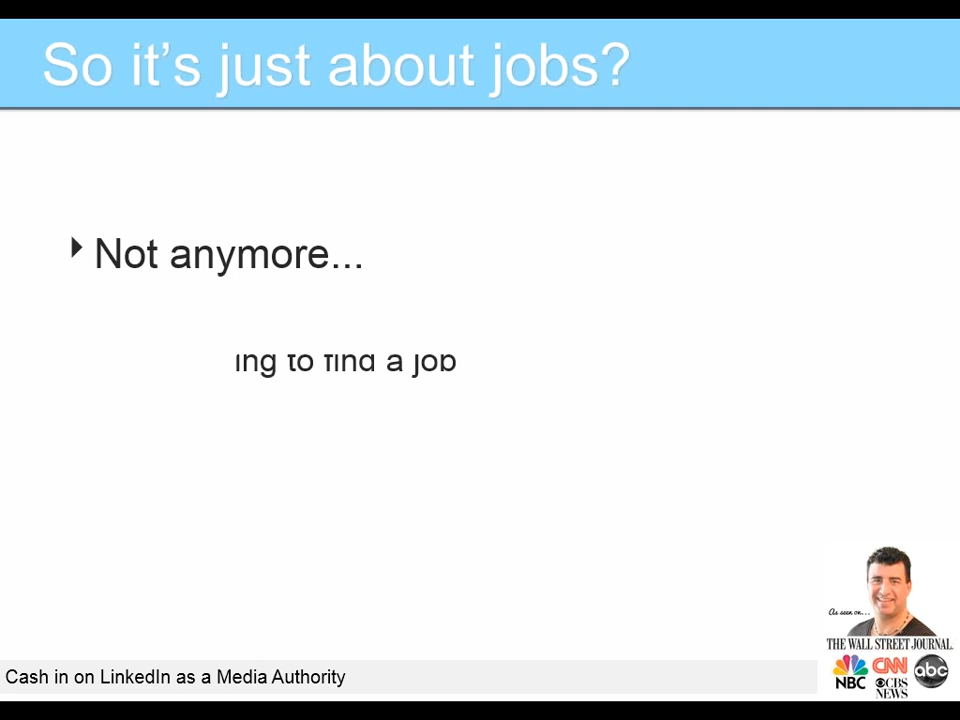 So it's just about jobs?
Not anymore...
ing to find a job
As seen on...
THE WALL STREET JOURNAL.
NBC
CNN
CBS
NEWS
abc
Cash in on LinkedIn as a Media Authority